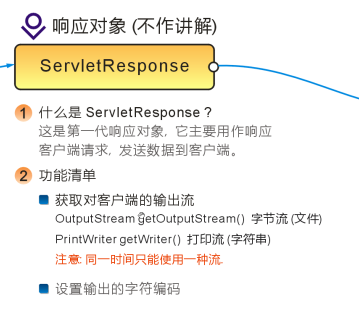 响应对象 (不作讲解)
ServletResponse
1 什么是 ServletResponse ?
这是第一代响应对象, 它主要用作响应
客户端请求, 发送数据到客户端。
2 功能清单
获取对客户端的输出流
OutputStream getOutputStream() 字节流 (文件)
PrintWriter getWriter() 打印流 (字符串)
注意: 同一时间只能使用一种流.
设置输出的字符编码